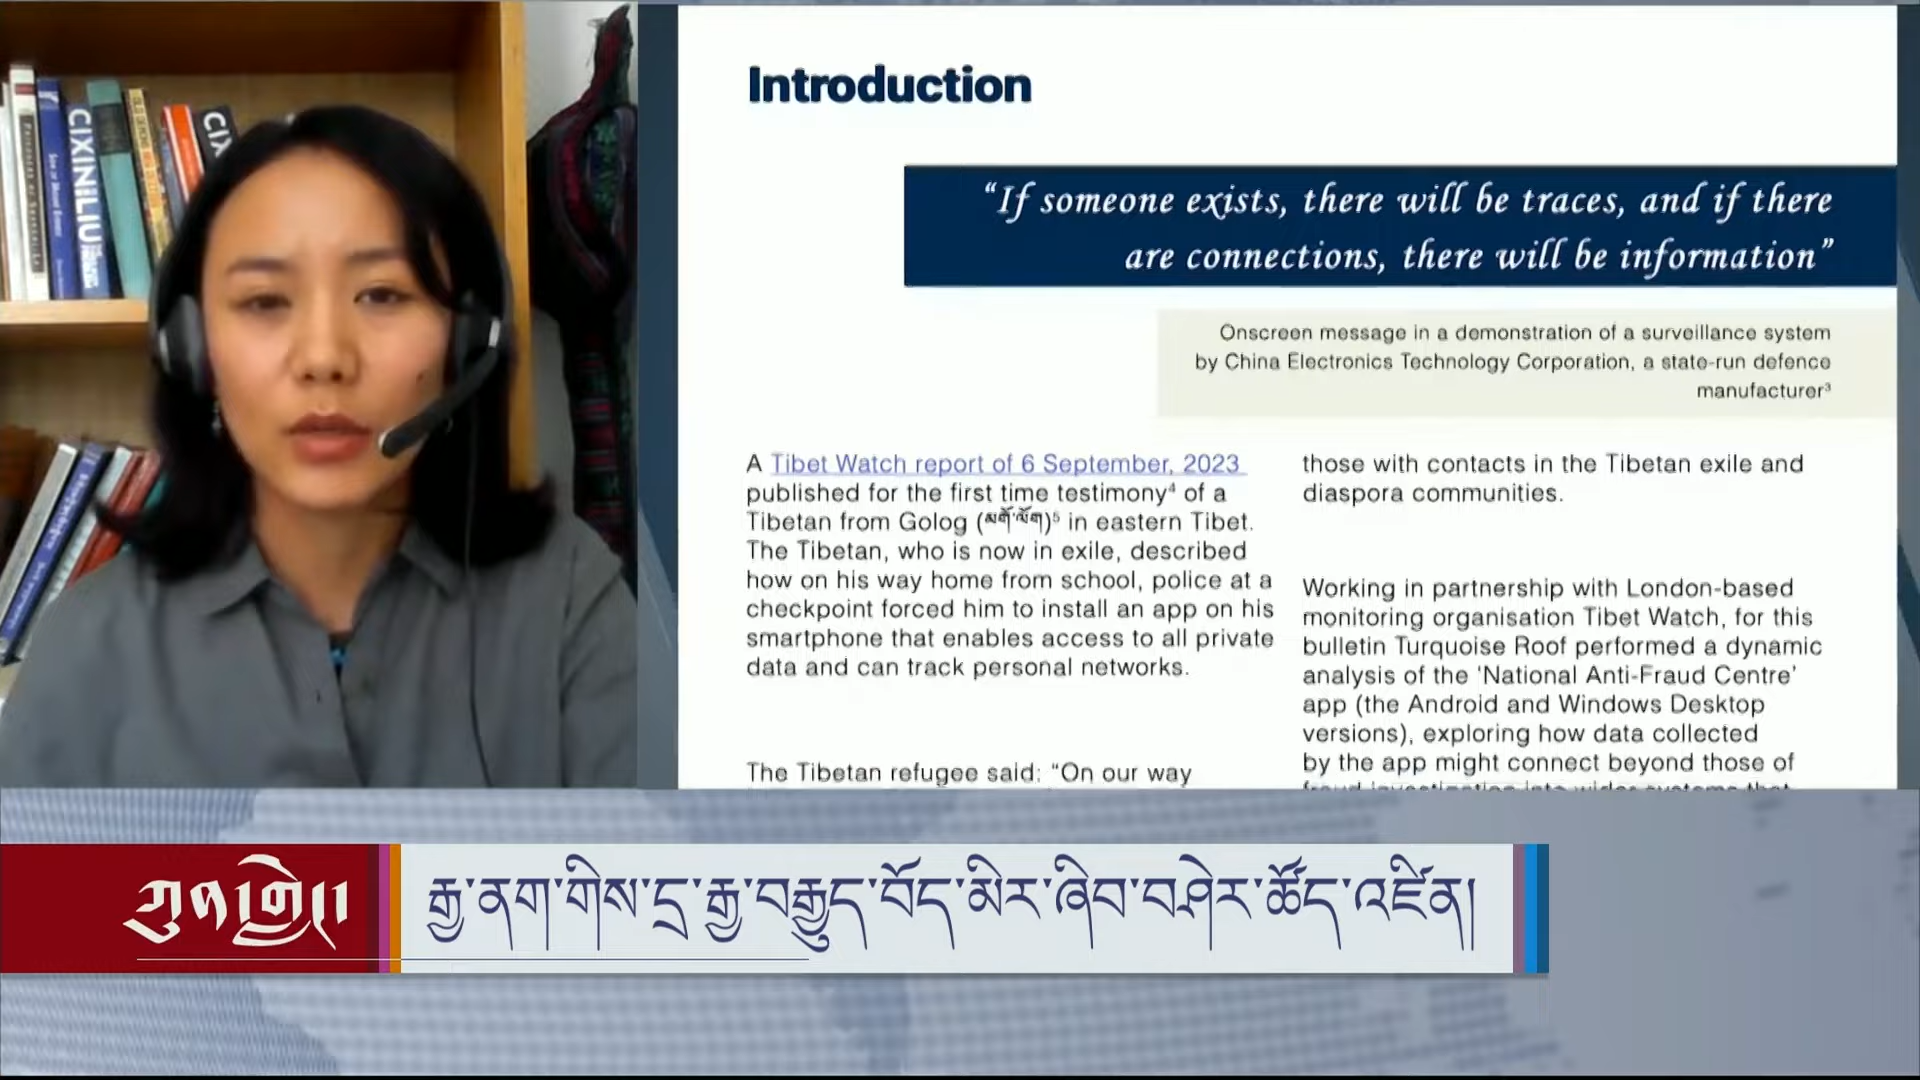 CIXINLIU
Introduction
“If someone exists, there will be traces, and if there
are connections, there will be information”
Onscreen message in a demonstration of a surveillance system
by China Electronics Technology Corporation, a state-run defence
manufacturer³
A Tibet Watch report of 6 September, 2023
published for the first time testimony⁴ of a
Tibetan from Golog (མགོ་ལོག)⁵ in eastern Tibet.
The Tibetan, who is now in exile, described
how on his way home from school, police at a
checkpoint forced him to install an app on his
smartphone that enables access to all private
data and can track personal networks.
The Tibetan refugee said: “On our way
those with contacts in the Tibetan exile and
diaspora communities.
Working in partnership with London-based
monitoring organisation Tibet Watch, for this
bulletin Turquoise Roof performed a dynamic
analysis of the ‘National Anti-Fraud Centre’
app (the Android and Windows Desktop
versions), exploring how data collected
by the app might connect beyond those of
ཀུན་གླེང་།
རྒྱ་ནག་གིས་དྲ་རྒྱ་བརྒྱུད་བོད་མིར་ཞིབ་བཤེར་ཚོད་འཛིན།